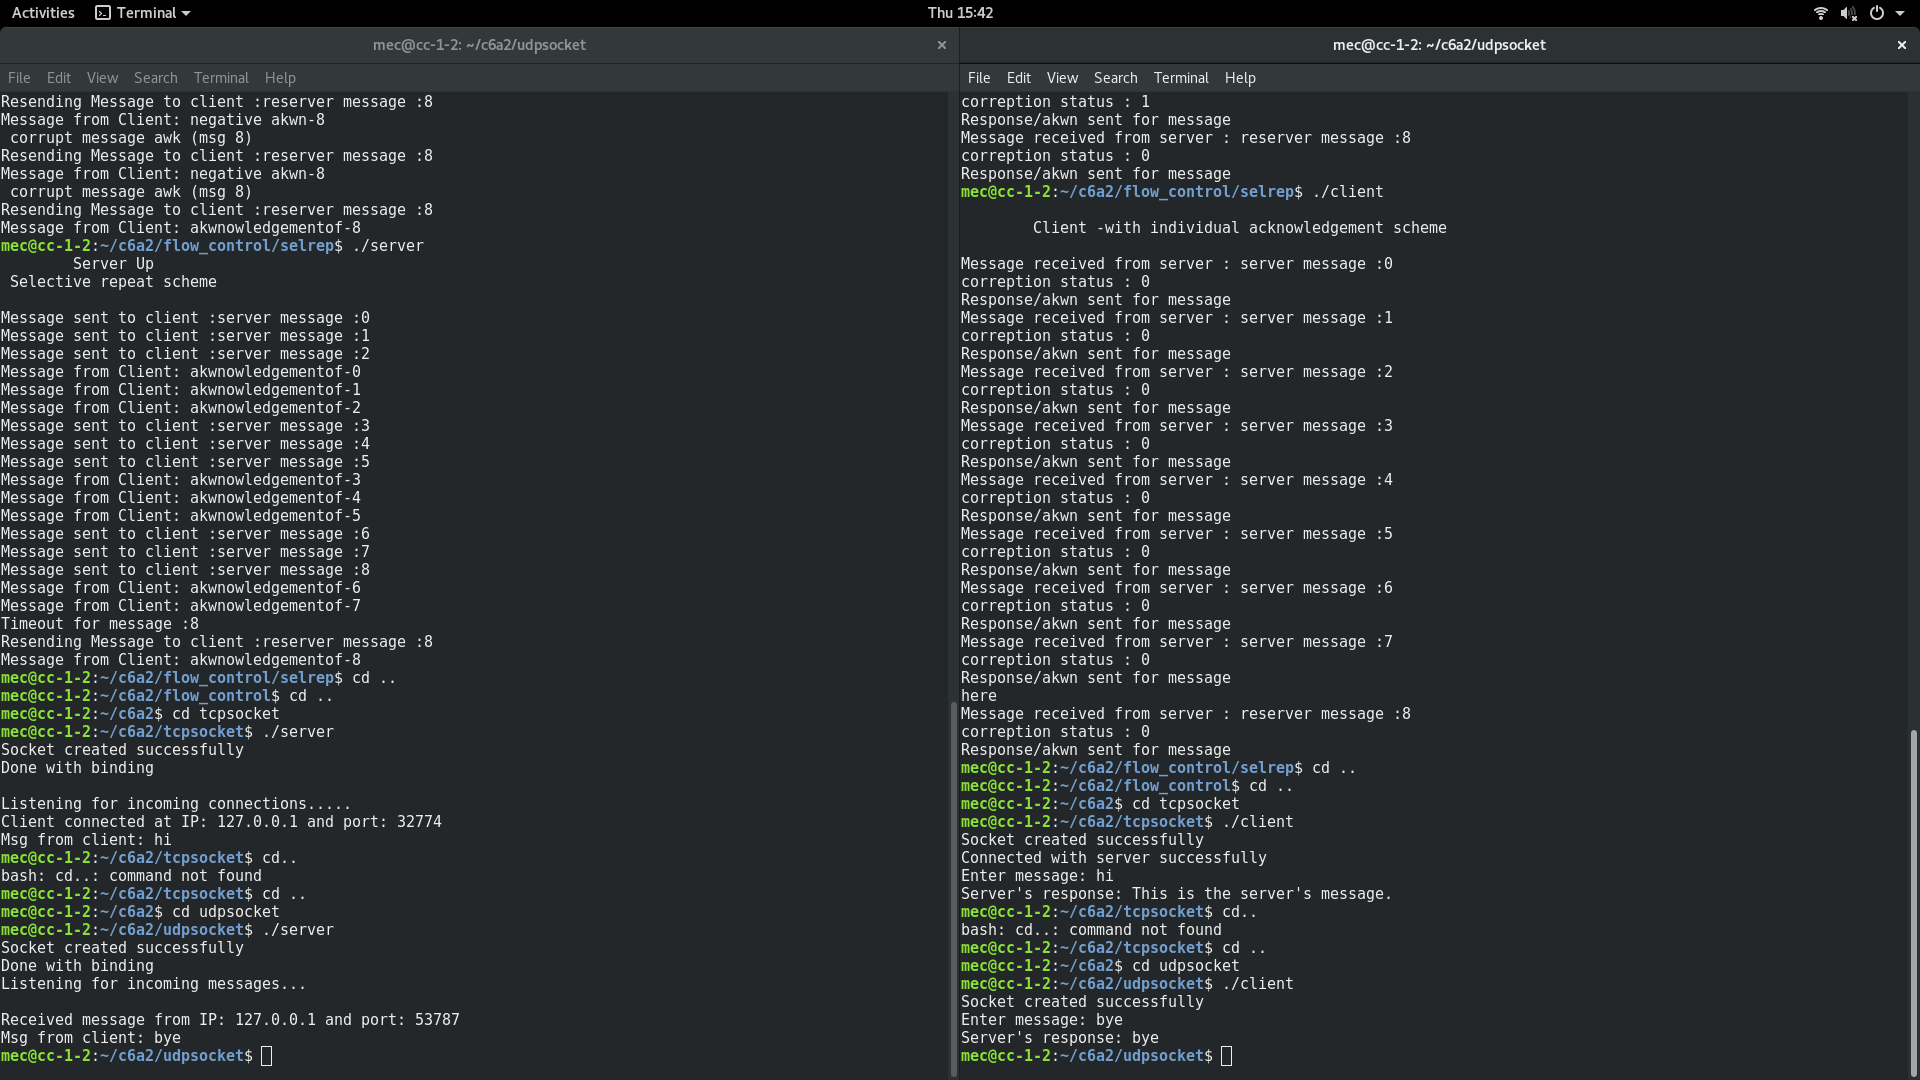 Activities Terminal Thu 15:42
mec@cc-1-2: ~/c6a2/udpsocket
File Edit View Search Terminal Help
Resending Message to client :reserver message :8
Message from Client: negative akwn-8
 corrupt message awk (msg 8)
Resending Message to client :reserver message :8
Message from Client: negative akwn-8
 corrupt message awk (msg 8)
Resending Message to client :reserver message :8
Message from Client: akwnowledgementof-8
mec@cc-1-2:~/c6a2/flow_control/selrep$ ./server
        Server Up
 Selective repeat scheme
Message sent to client :server message :0
Message sent to client :server message :1
Message sent to client :server message :2
Message from Client: akwnowledgementof-0
Message from Client: akwnowledgementof-1
Message from Client: akwnowledgementof-2
Message sent to client :server message :3
Message sent to client :server message :4
Message sent to client :server message :5
Message from Client: akwnowledgementof-3
Message from Client: akwnowledgementof-4
Message from Client: akwnowledgementof-5
Message sent to client :server message :6
Message sent to client :server message :7
Message sent to client :server message :8
Message from Client: akwnowledgementof-6
Message from Client: akwnowledgementof-7
Timeout for message :8
Resending Message to client :reserver message :8
Message from Client: akwnowledgementof-8
mec@cc-1-2:~/c6a2/flow_control/selrep$ cd ..
mec@cc-1-2:~/c6a2/flow_control$ cd ..
mec@cc-1-2:~/c6a2$ cd tcpsocket
mec@cc-1-2:~/c6a2/tcpsocket$ ./server
Socket created successfully
Done with binding
Listening for incoming connections.....
Client connected at IP: 127.0.0.1 and port: 32774
Msg from client: hi
mec@cc-1-2:~/c6a2/tcpsocket$ cd..
bash: cd..: command not found
mec@cc-1-2:~/c6a2/tcpsocket$ cd ..
mec@cc-1-2:~/c6a2$ cd udpsocket
mec@cc-1-2:~/c6a2/udpsocket$ ./server
Socket created successfully
Done with binding
Listening for incoming messages...
Received message from IP: 127.0.0.1 and port: 53787
Msg from client: bye
mec@cc-1-2:~/c6a2/udpsocket$
mec@cc-1-2: ~/c6a2/udpsocket
File Edit View Search Terminal Help
correption status : 1
Response/akwn sent for message
Message received from server : reserver message :8
correption status : 0
Response/akwn sent for message
mec@cc-1-2:~/c6a2/flow_control/selrep$ ./client
        Client -with individual acknowledgement scheme
Message received from server : server message :0
correption status : 0
Response/akwn sent for message
Message received from server : server message :1
correption status : 0
Response/akwn sent for message
Message received from server : server message :2
correption status : 0
Response/akwn sent for message
Message received from server : server message :3
correption status : 0
Response/akwn sent for message
Message received from server : server message :4
correption status : 0
Response/akwn sent for message
Message received from server : server message :5
correption status : 0
Response/akwn sent for message
Message received from server : server message :6
correption status : 0
Response/akwn sent for message
Message received from server : server message :7
correption status : 0
Response/akwn sent for message
here
Message received from server : reserver message :8
correption status : 0
Response/akwn sent for message
mec@cc-1-2:~/c6a2/flow_control/selrep$ cd ..
mec@cc-1-2:~/c6a2/flow_control$ cd ..
mec@cc-1-2:~/c6a2$ cd tcpsocket
mec@cc-1-2:~/c6a2/tcpsocket$ ./client
Socket created successfully
Connected with server successfully
Enter message: hi
Server's response: This is the server's message.
mec@cc-1-2:~/c6a2/tcpsocket$ cd..
bash: cd..: command not found
mec@cc-1-2:~/c6a2/tcpsocket$ cd ..
mec@cc-1-2:~/c6a2$ cd udpsocket
mec@cc-1-2:~/c6a2/udpsocket$ ./client
Socket created successfully
Enter message: bye
Server's response: bye
mec@cc-1-2:~/c6a2/udpsocket$